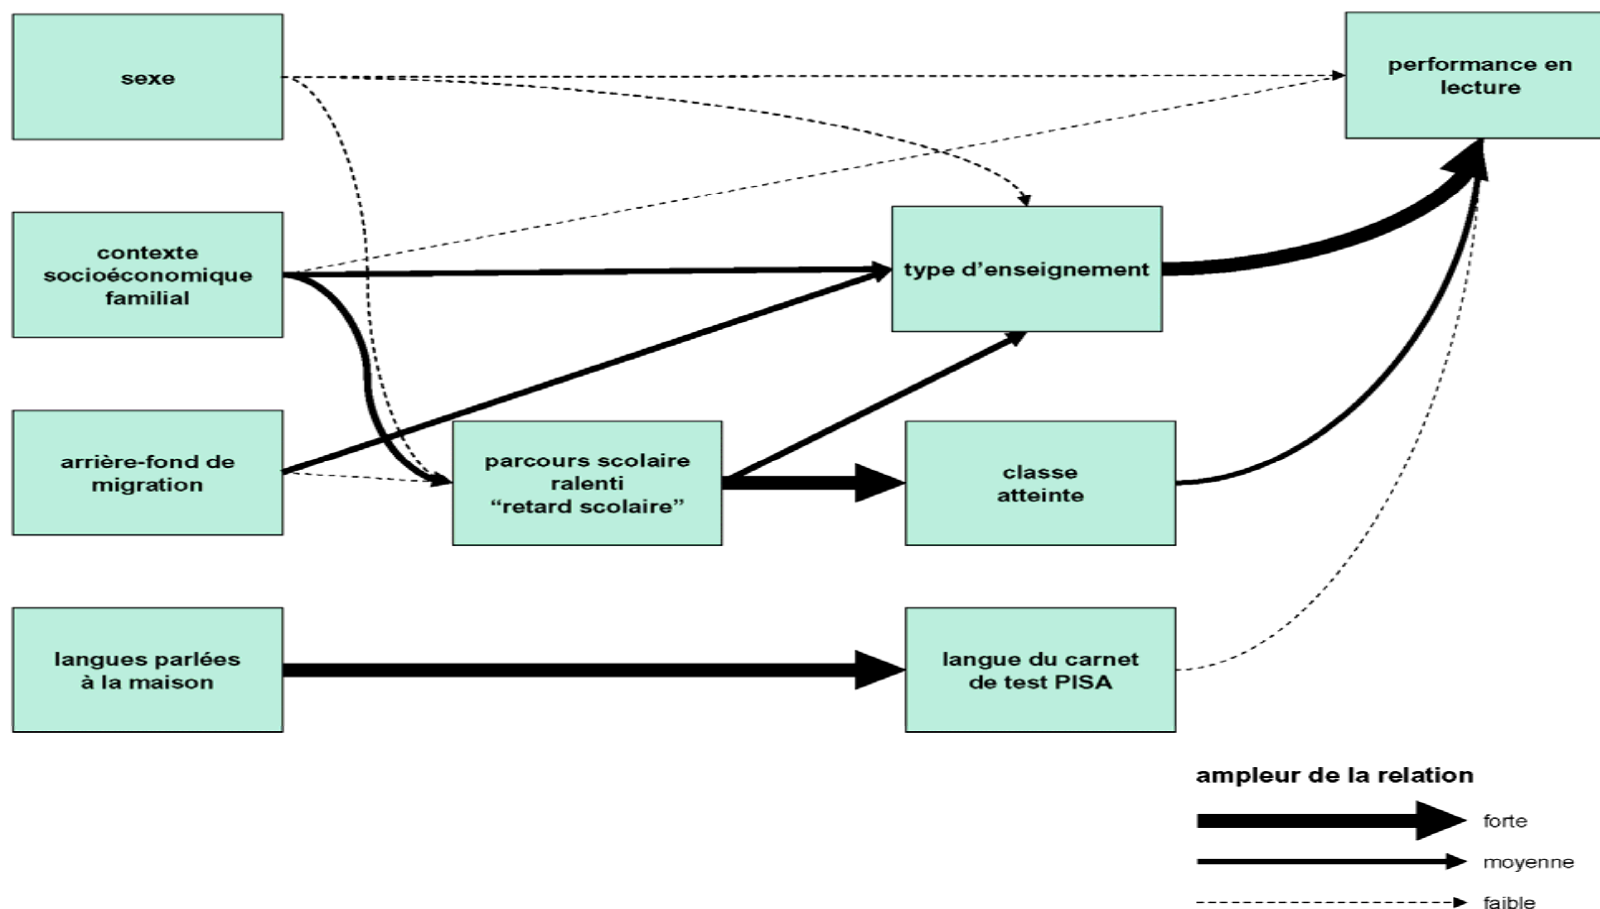 sexe
performance en
lecture
contexte
socioéconomique
familial
type d’enseignement
arrière-fond de
migration
parcours scolaire
ralenti
“retard scolaire”
classe
atteinte
langues parlées
à la maison
langue du carnet
de test PISA
ampleur de la relation
forte
moyenne
faible